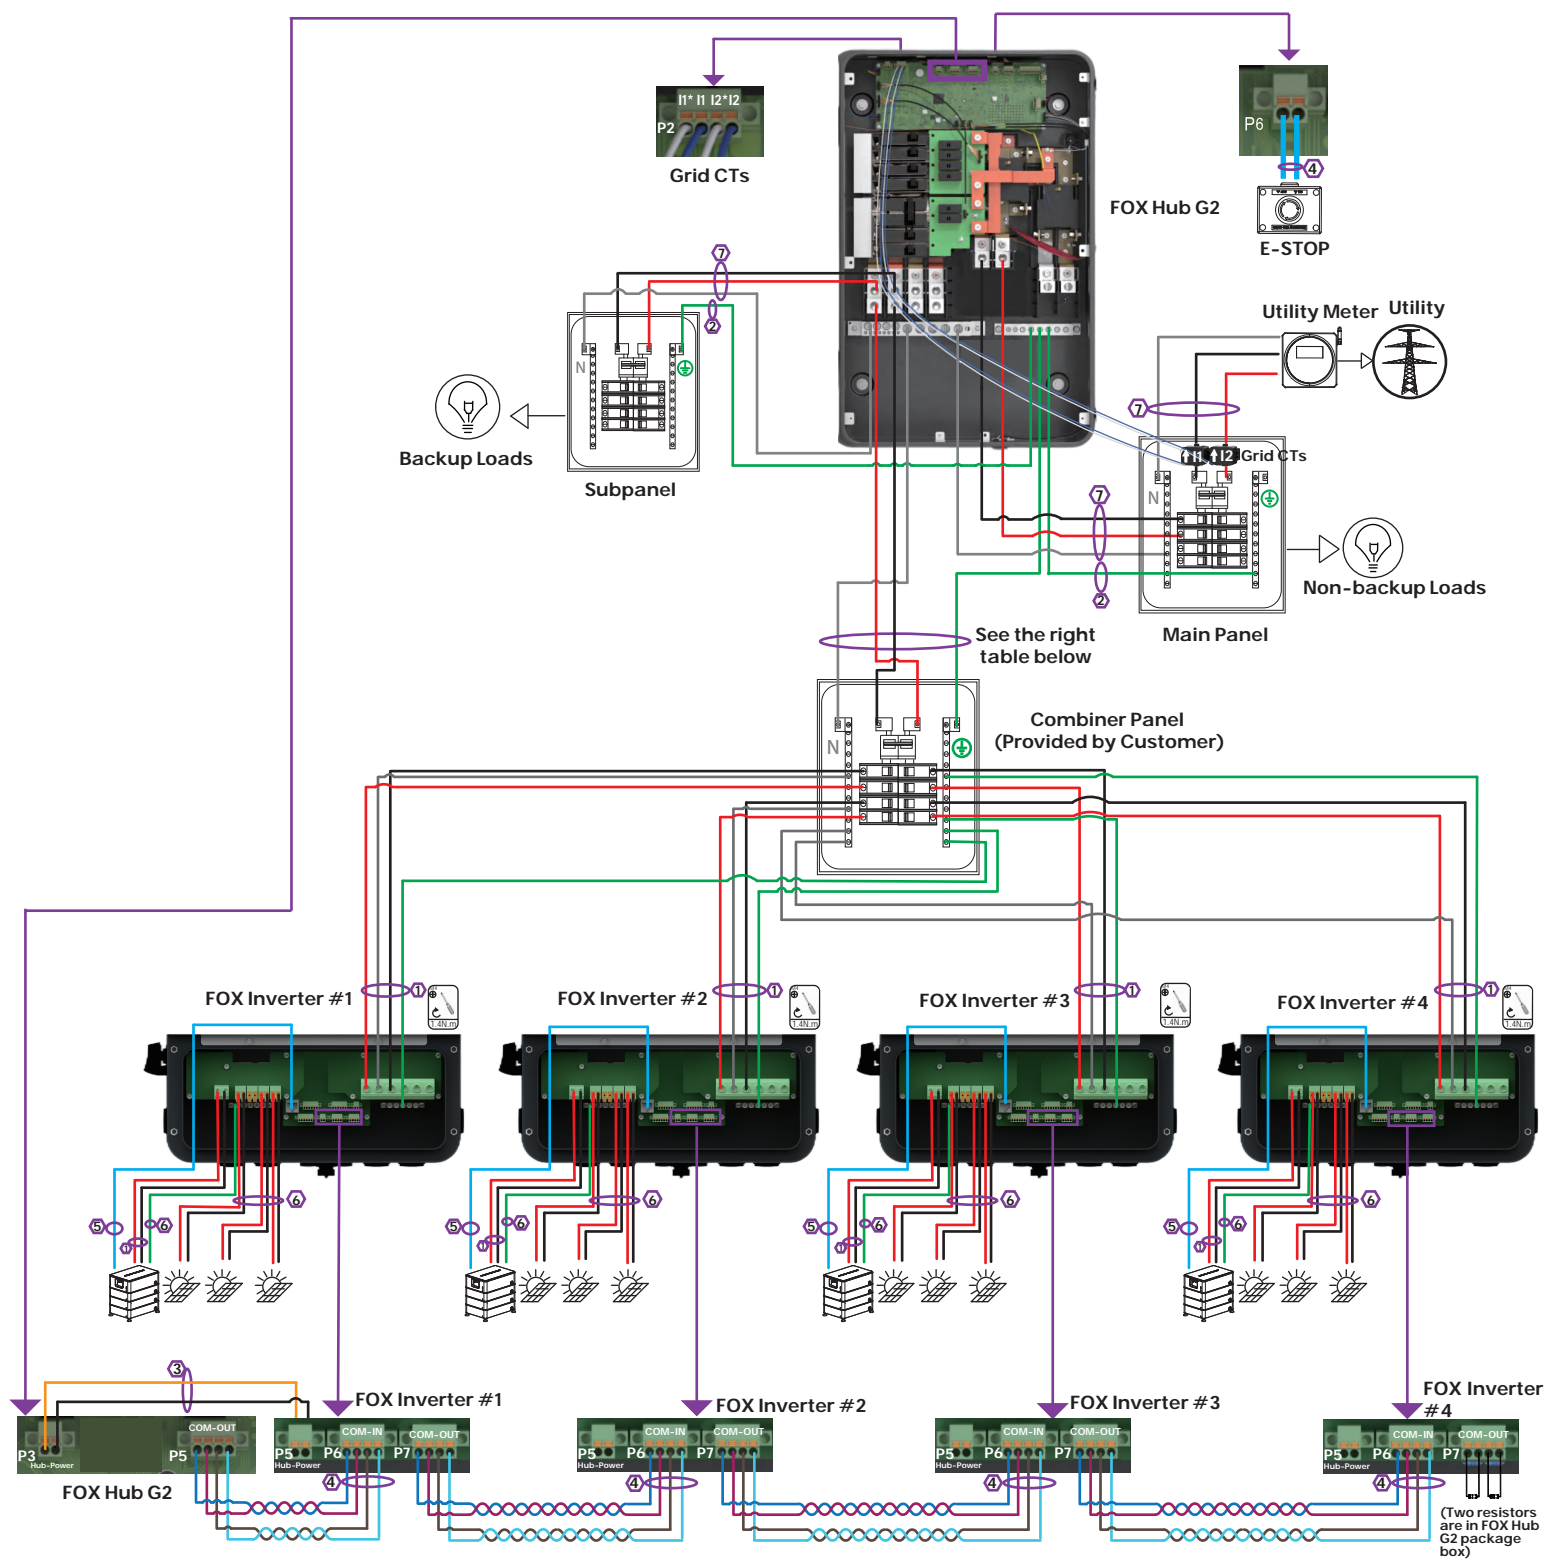 I1* I1 I2*I2
P2
Grid CTs
P6
4
E-STOP
FOX Hub G2
7
2
N
Backup Loads
Subpanel
Utility Meter
Utility
7
I1
I2
Grid CTs
N
7
2
Non-backup Loads
Main Panel
See the right
table below
Combiner Panel
(Provided by Customer)
N
FOX Inverter #1
1
1.4N.m
FOX Inverter #2
1
1.4N.m
FOX Inverter #3
1
1.4N.m
FOX Inverter #4
1
1.4N.m
5
1
6
6
5
1
6
6
5
1
6
6
5
1
6
6
3
P3
Hub-Power
COM-OUT
P5
FOX Hub G2
FOX Inverter #1
P5
Hub-Power
COM-IN
P6
COM-OUT
P7
4
FOX Inverter #2
P5
Hub-Power
COM-IN
P6
COM-OUT
P7
4
FOX Inverter #3
P5
Hub-Power
COM-IN
P6
COM-OUT
P7
4
FOX Inverter
#4
P5
Hub-Power
COM-IN
P6
COM-OUT
P7
4
(Two resistors
are in FOX Hub
G2 package
box)